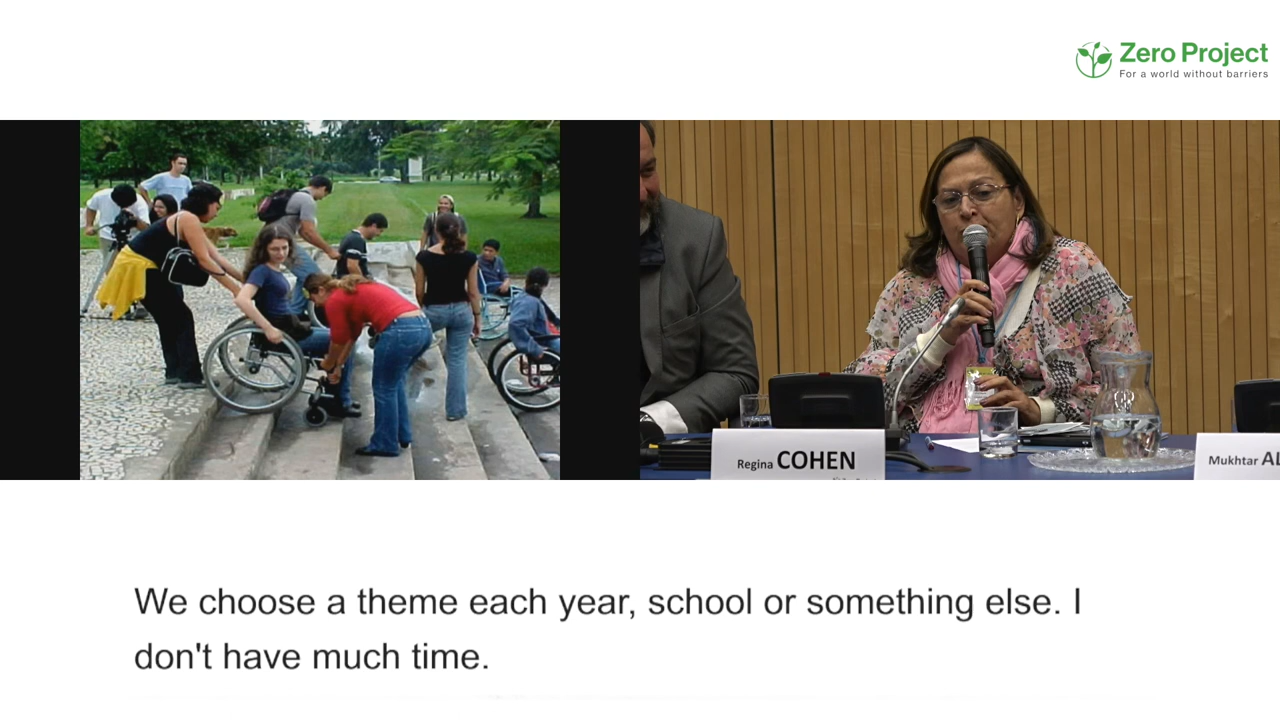 Zero Project
For a world without barriers
Regina COHEN
Mukhtar
We choose a theme each year, school or something else. I
don't have much time.